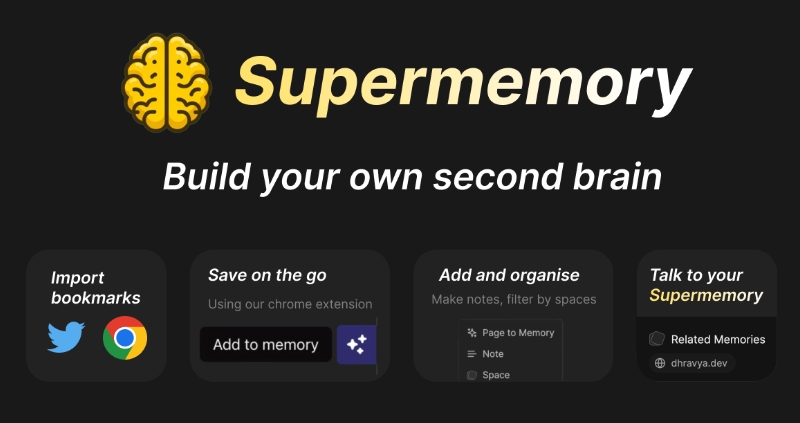 Supermemory
Build your own second brain
Import
bookmarks
Save on the go
Using our chrome extension
Add to memory
Add and organise
Make notes, filter by spaces
Page to Memory
Note
Space
Talk to your
Supermemory
Related Memories
dhravya.dev